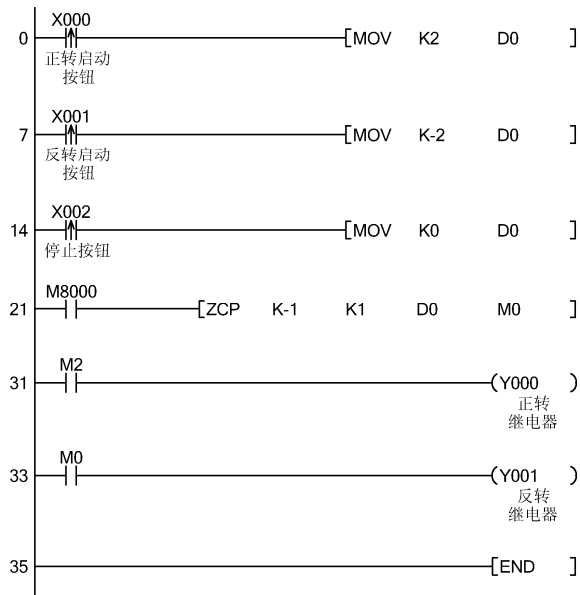 X000
0 [MOV K2 D0 ]
正转启动
按钮
X001
7 [MOV K-2 D0 ]
反转启动
按钮
X002
14 [MOV K0 D0 ]
停止按钮
M8000
21 [ZCP K-1 K1 D0 M0 ]
M2
31 (Y000 )
正转
继电器
M0
33 (Y001 )
反转
继电器
35 [END ]